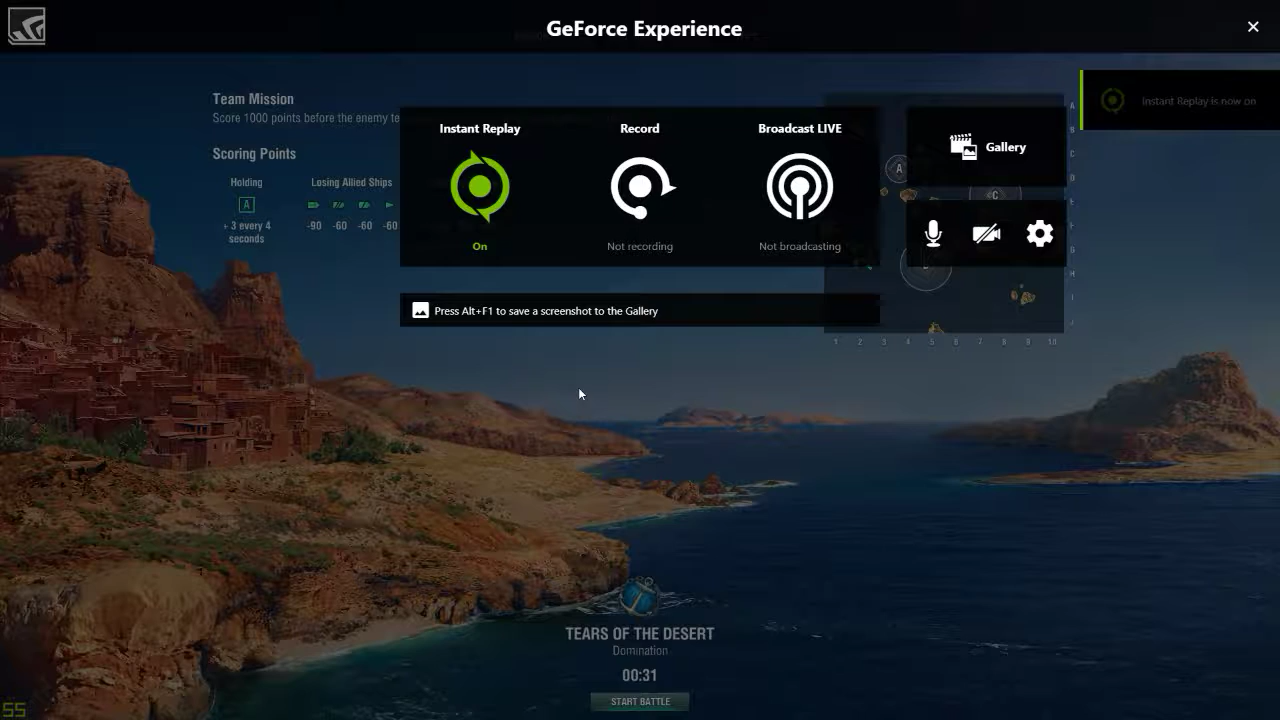 GeForce Experience
Team Mission
Score 1000 points before the enemy te
Instant Replay is now on
Scoring Points
Holding
Losing Allied Ships
A
+ 3 every 4
seconds
-90 -60 -60 -60
Instant Replay
Record
Broadcast LIVE
On
Not recording
Not broadcasting
Gallery
Press Alt+F1 to save a screenshot to the Gallery
A
C
A
B
C
D
E
F
G
H
I
J
1 2 3 4 5 6 7 8 9 10
TEARS OF THE DESERT
Domination
00:31
START BATTLE
55